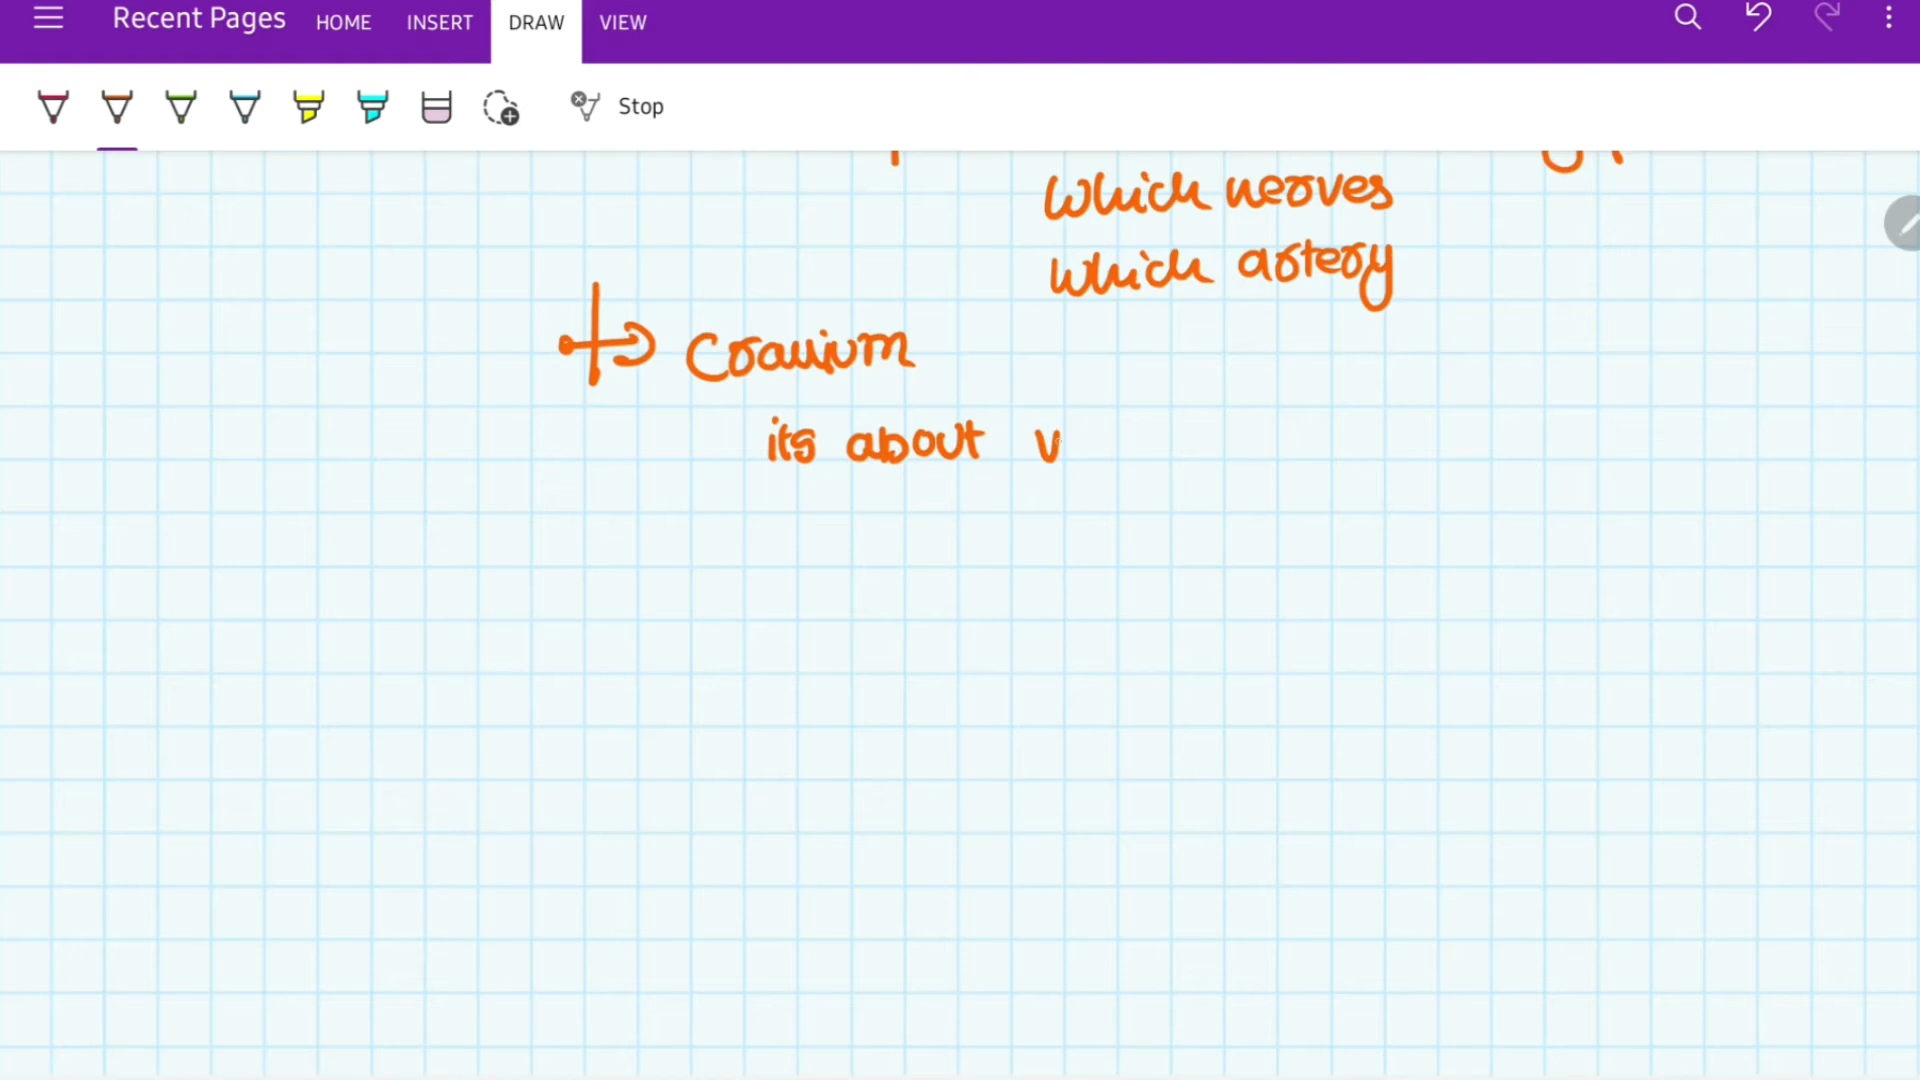 Recent Pages HOME INSERT DRAW VIEW
Stop
which nerves
which artery
Cranium
its about w